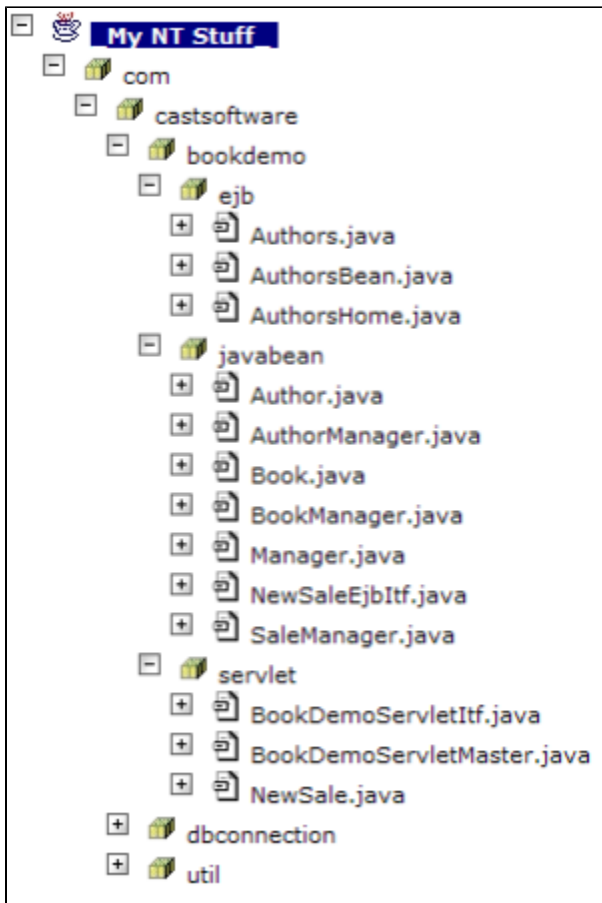 My NT Stuff
com
castsoftware
bookdemo
ejb
Authors.java
AuthorsBean.java
AuthorsHome.java
javabean
Author.java
AuthorManager.java
Book.java
BookManager.java
Manager.java
NewSaleEjbItf.java
SaleManager.java
servlet
BookDemoServletItf.java
BookDemoServletMaster.java
NewSale.java
dbconnection
util